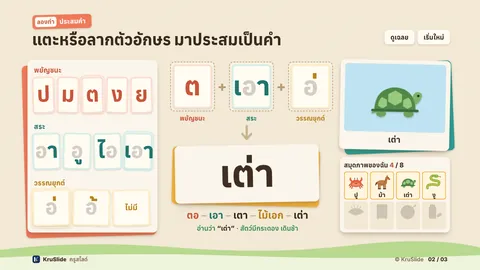 ลองทำ ประสมคำ
แตะหรือลากตัวอักษร มาประสมเป็นคำ
ดูเฉลย เริ่มใหม่
พยัญชนะ
ป ม ต ง ย
สระ
อา อู ไอ เอา
วรรณยุกต์
อ่ อ้ ไม่มี
ต + เอา + อ่
พยัญชนะ สระ วรรณยุกต์
เต่า
ตอ – เอา – เตา – ไม้เอก – เต่า
อ่านว่า “เต่า” · สัตว์มีกระดอง เดินช้า
เต่า
สมุดภาพของฉัน 4 / 8
ปู ม้า เต่า งู
KruSlide ครูสไลด์
© KruSlide 02 / 03